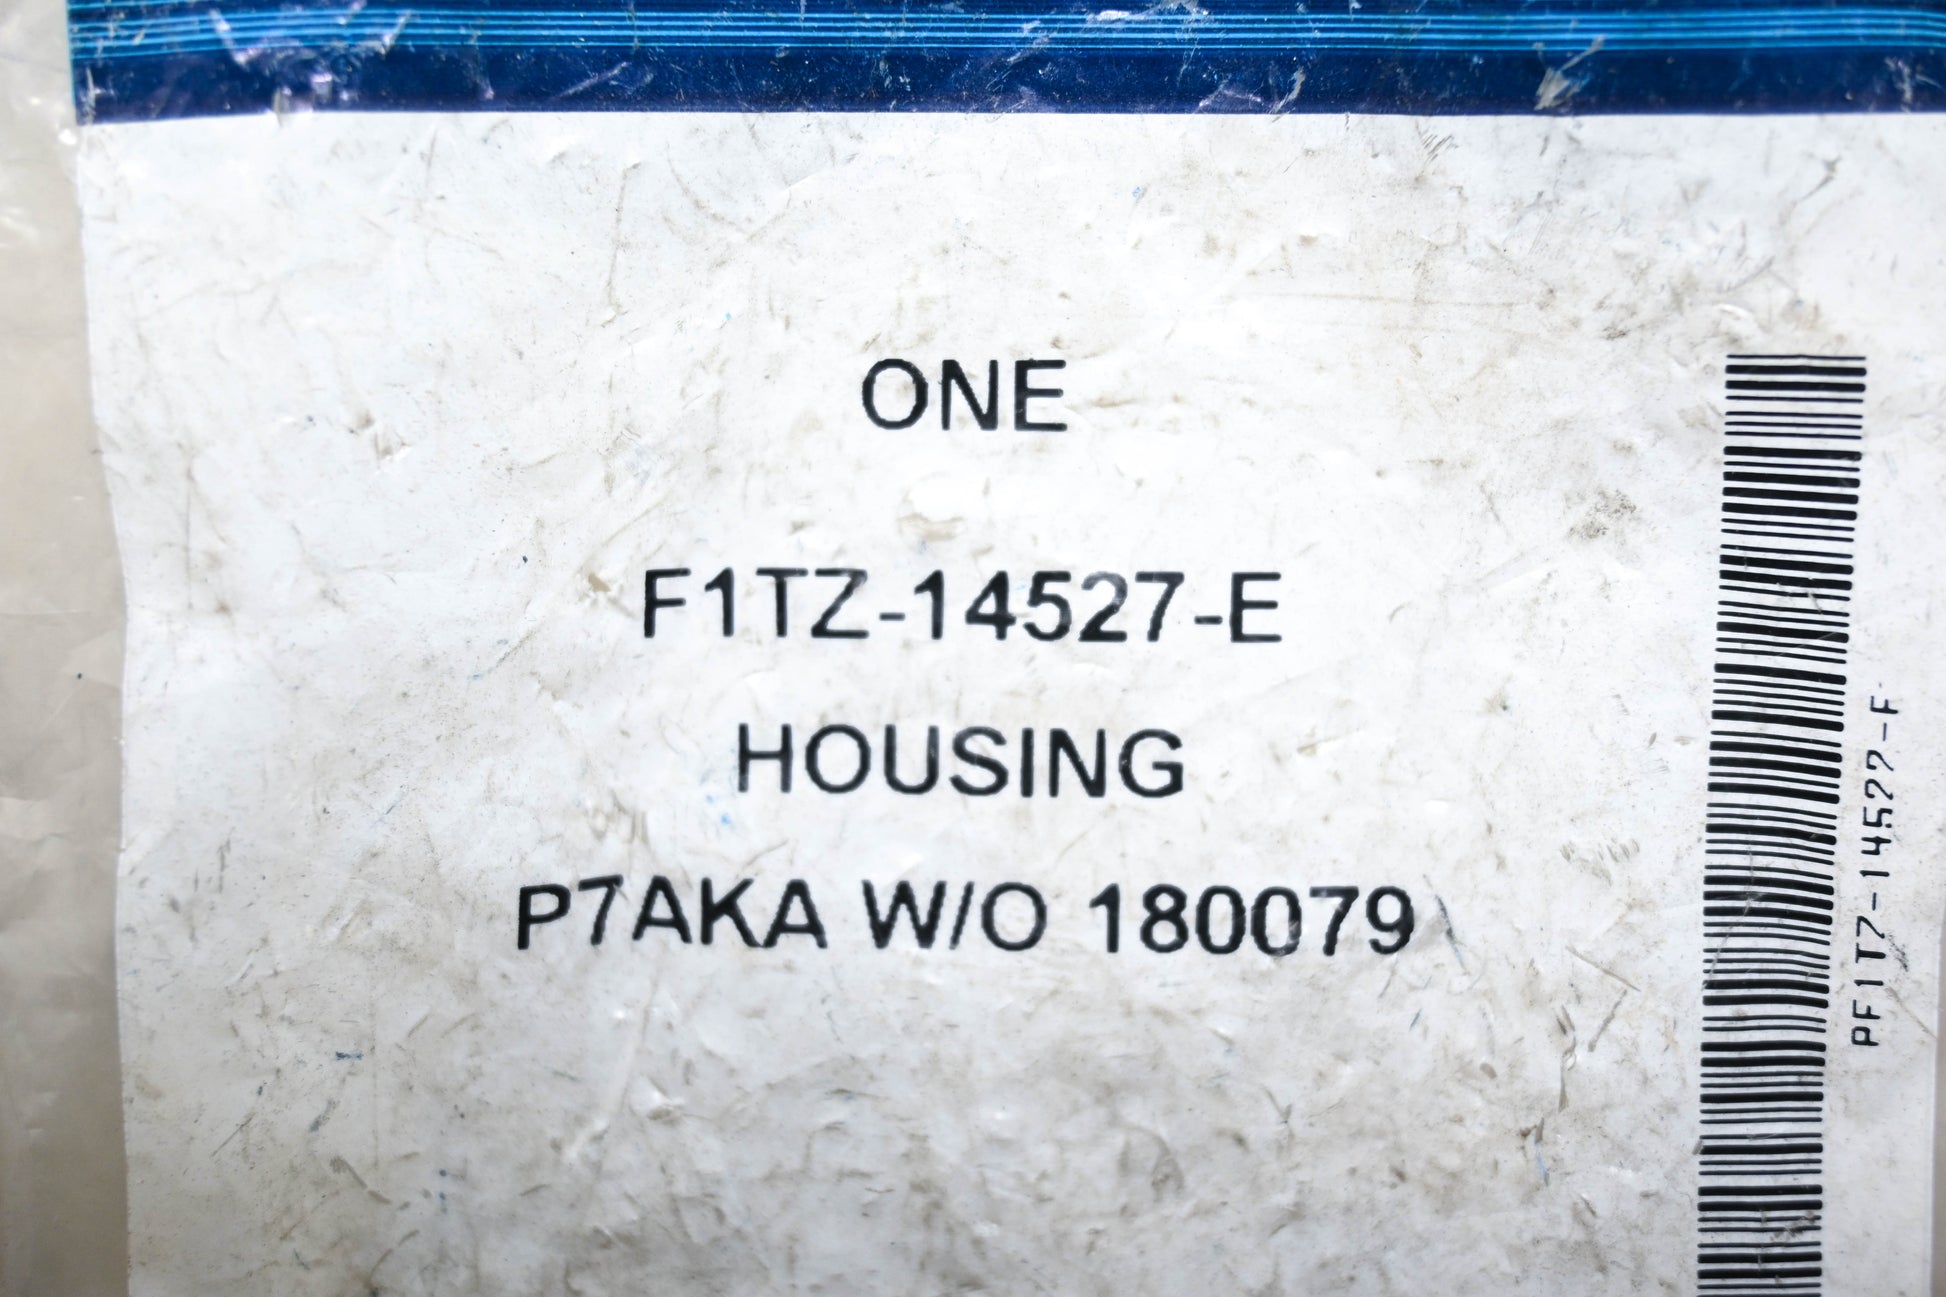 ONE
F1TZ-14527-E
HOUSING
P7AKA W/O 180079
PF1TZ-14527-E